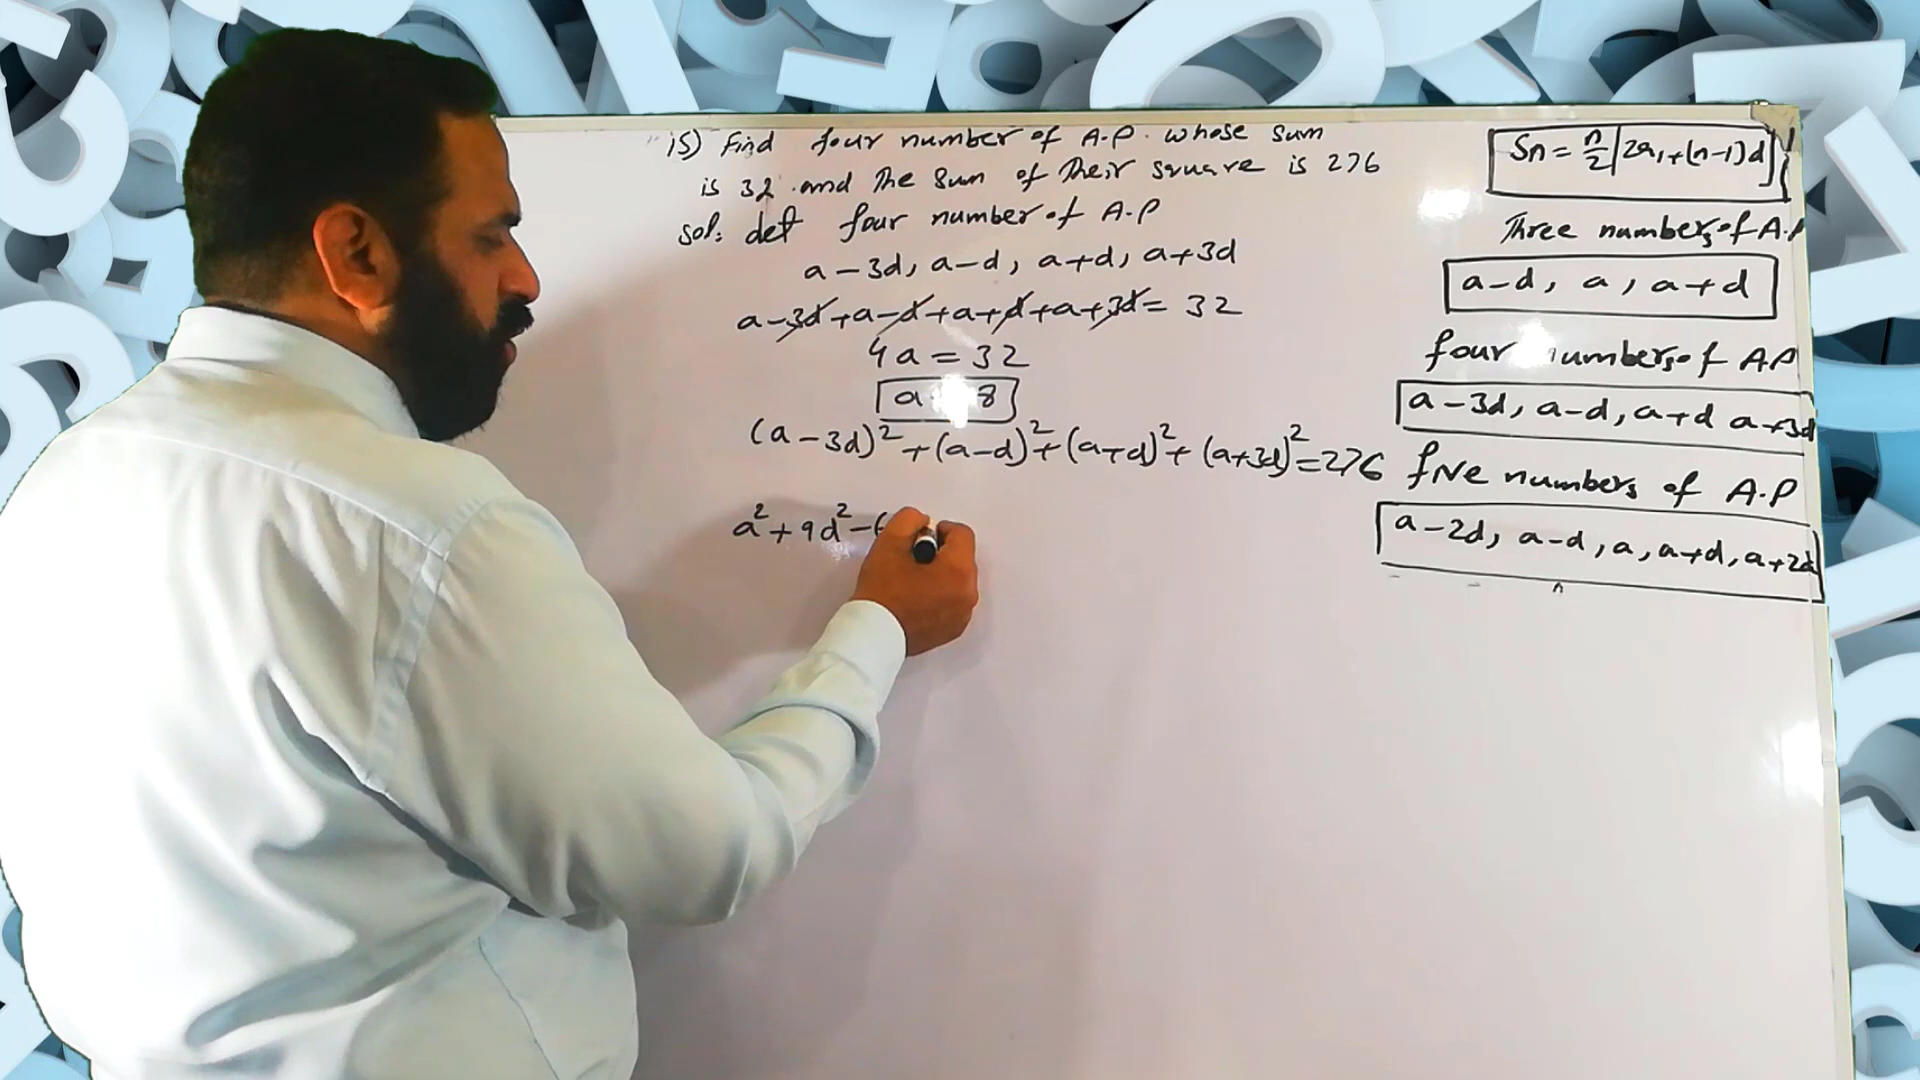 15) Find four number of A.P. whose sum
is 32 and The Sum of Their square is 276
sol: Let four number of A.P
a-3d, a-d, a+d, a+3d
a-3d+a-d+a+d+a+3d= 32
4a = 32
a 8
(a-3d)²+(a-d)²+(a+d)²+(a+3d)²=276
a²+9d²-6
Sn = n/2[2a₁+(n-1)d]
Three numbers of A.P
a-d, a, a+d
four numbers of A.P
a-3d, a-d, a+d a+3d
five numbers of A.P
a-2d, a-d, a, a+d, a+2d